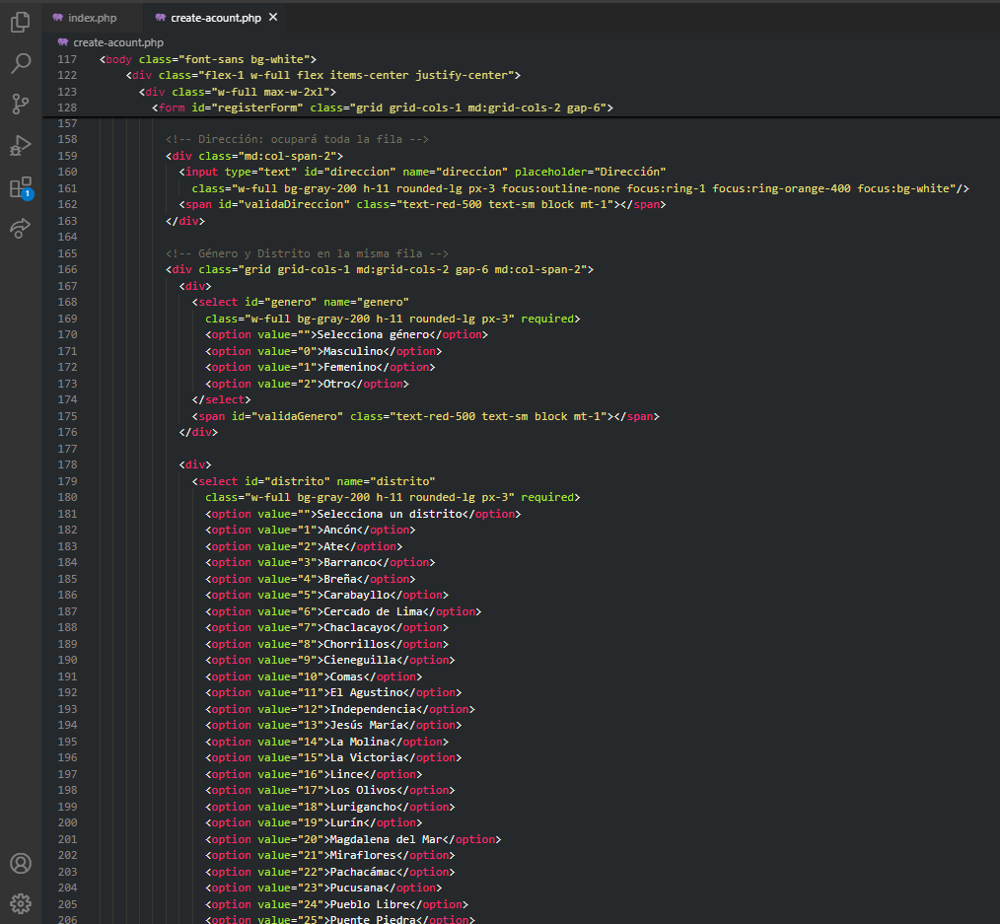 index.php
create-acount.php
create-acount.php
117 <body class="font-sans bg-white">
122 <div class="flex-1 w-full flex items-center justify-center">
123 <div class="w-full max-w-2xl">
128 <form id="registerForm" class="grid grid-cols-1 md:grid-cols-2 gap-6">
157
158 <!-- Dirección: ocupará toda la fila -->
159 <div class="md:col-span-2">
160 <input type="text" id="direccion" name="direccion" placeholder="Dirección"
161 class="w-full bg-gray-200 h-11 rounded-lg px-3 focus:outline-none focus:ring-1 focus:ring-orange-400 focus:bg-white"/>
162 <span id="validaDireccion" class="text-red-500 text-sm block mt-1"></span>
163 </div>
164
165 <!-- Género y Distrito en la misma fila -->
166 <div class="grid grid-cols-1 md:grid-cols-2 gap-6 md:col-span-2">
167 <div>
168 <select id="genero" name="genero"
169 class="w-full bg-gray-200 h-11 rounded-lg px-3" required>
170 <option value="">Selecciona género</option>
171 <option value="0">Masculino</option>
172 <option value="1">Femenino</option>
173 <option value="2">Otro</option>
174 </select>
175 <span id="validaGenero" class="text-red-500 text-sm block mt-1"></span>
176 </div>
177
178 <div>
179 <select id="distrito" name="distrito"
180 class="w-full bg-gray-200 h-11 rounded-lg px-3" required>
181 <option value="">Selecciona un distrito</option>
182 <option value="1">Ancón</option>
183 <option value="2">Ate</option>
184 <option value="3">Barranco</option>
185 <option value="4">Breña</option>
186 <option value="5">Carabayllo</option>
187 <option value="6">Cercado de Lima</option>
188 <option value="7">Chaclacayo</option>
189 <option value="8">Chorrillos</option>
190 <option value="9">Cieneguilla</option>
191 <option value="10">Comas</option>
192 <option value="11">El Agustino</option>
193 <option value="12">Independencia</option>
194 <option value="13">Jesús María</option>
195 <option value="14">La Molina</option>
196 <option value="15">La Victoria</option>
197 <option value="16">Lince</option>
198 <option value="17">Los Olivos</option>
199 <option value="18">Lurigancho</option>
200 <option value="19">Lurín</option>
201 <option value="20">Magdalena del Mar</option>
202 <option value="21">Miraflores</option>
203 <option value="22">Pachacámac</option>
204 <option value="23">Pucusana</option>
205 <option value="24">Pueblo Libre</option>
206 <option value="25">Puente Piedra</option>
1